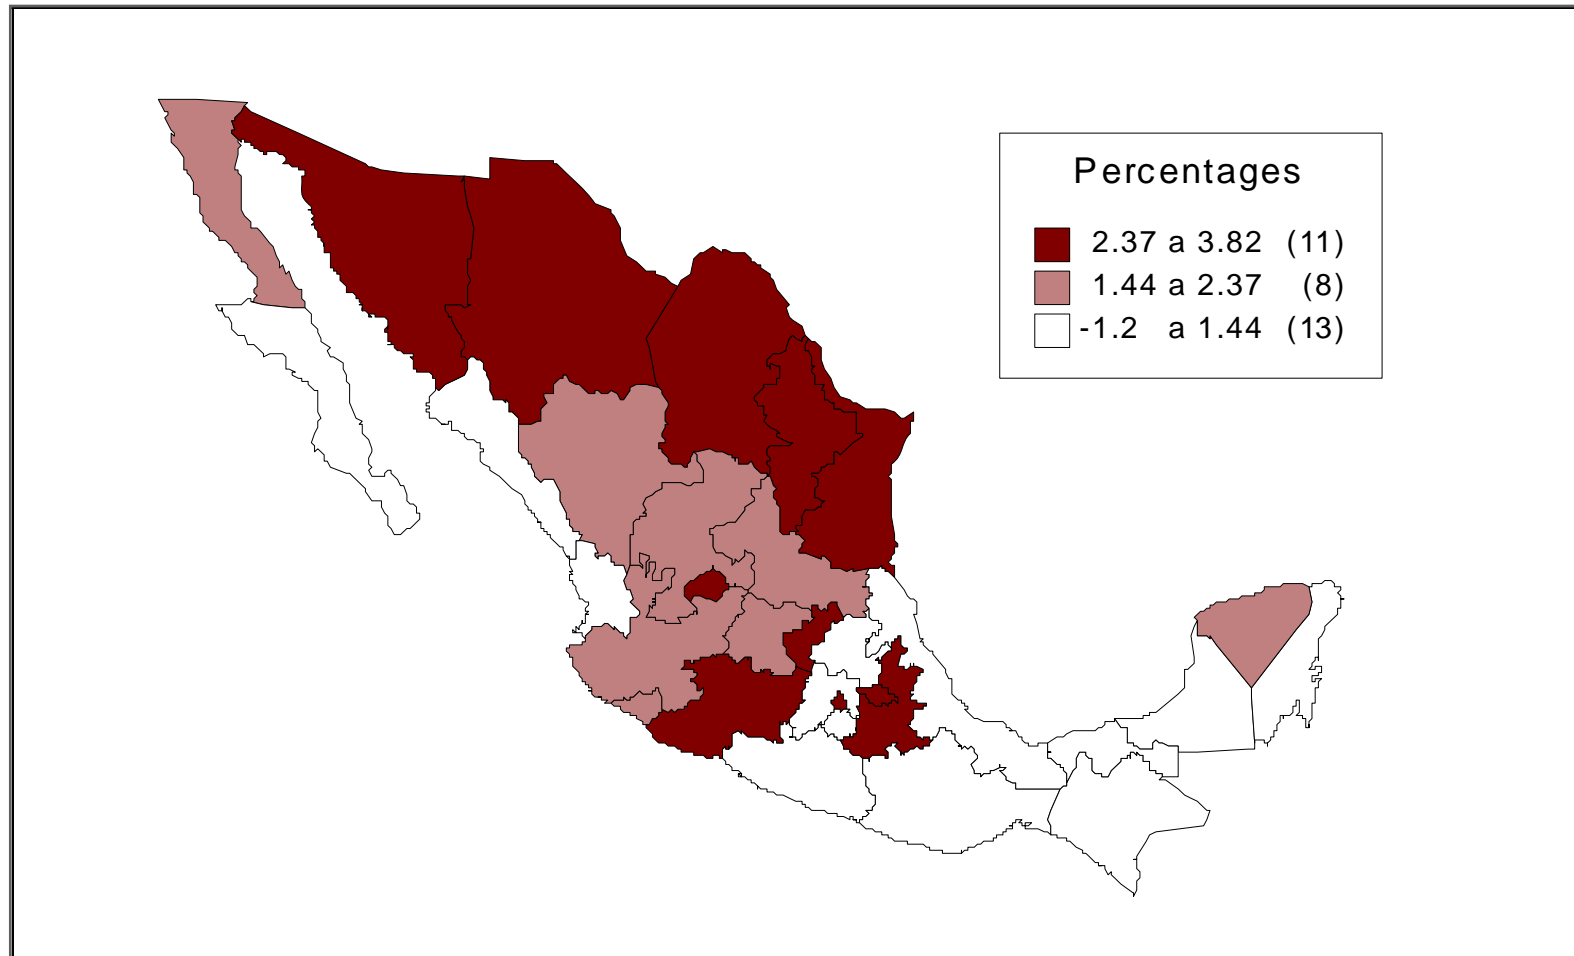 Percentages
2.37 a 3.82 (11)
1.44 a 2.37 (8)
-1.2 a 1.44 (13)